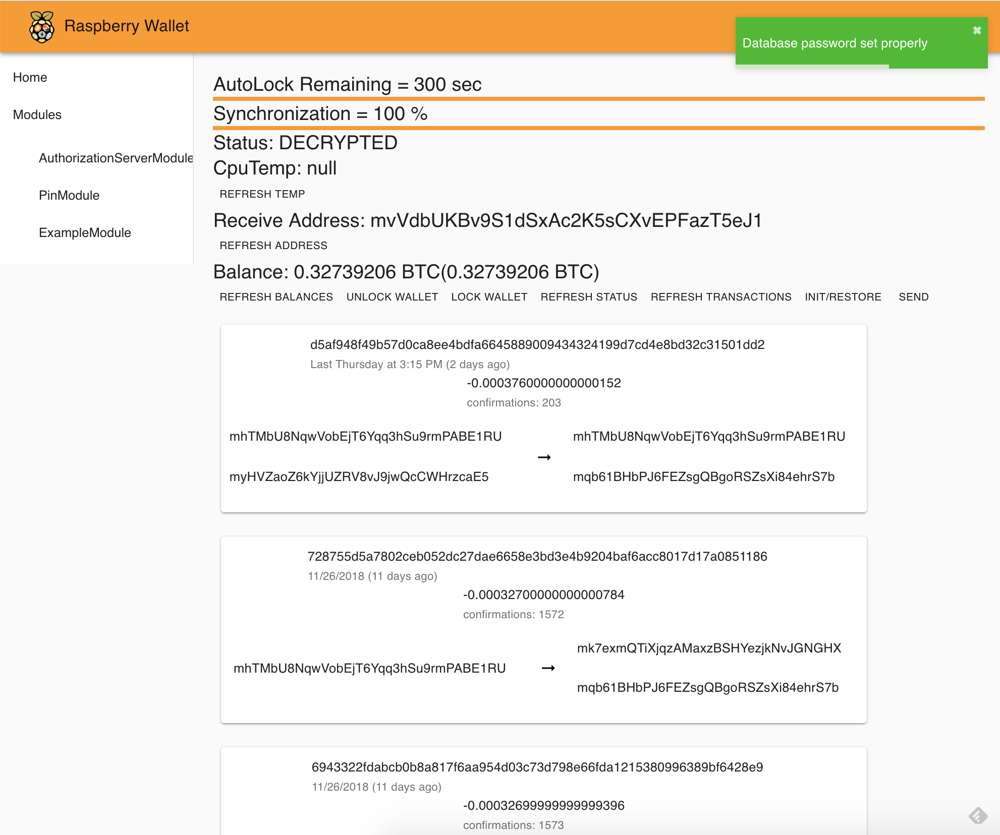 Raspberry Wallet
Database password set properly
✖
Home
Modules
AuthorizationServerModule
PinModule
ExampleModule
AutoLock Remaining = 300 sec
Synchronization = 100 %
Status: DECRYPTED
CpuTemp: null
REFRESH TEMP
Receive Address: mvVdbUKBv9S1dSxAc2K5sCXvEPFazT5eJ1
REFRESH ADDRESS
Balance: 0.32739206 BTC(0.32739206 BTC)
REFRESH BALANCES UNLOCK WALLET LOCK WALLET REFRESH STATUS REFRESH TRANSACTIONS INIT/RESTORE SEND
d5af948f49b57d0ca8ee4bdfa6645889009434324199d7cd4e8bd32c31501dd2
Last Thursday at 3:15 PM (2 days ago)
-0.0003760000000000152
confirmations: 203
mhTMbU8NqwVobEjT6Yqq3hSu9rmPABE1RU
myHVZaoZ6kYjjUZRV8vJ9jwQcCWHrzcaE5
→
mhTMbU8NqwVobEjT6Yqq3hSu9rmPABE1RU
mqb61BHbPJ6FEZsgQBgoRSZsXi84ehrS7b
728755d5a7802ceb052dc27dae6658e3bd3e4b9204baf6acc8017d17a0851186
11/26/2018 (11 days ago)
-0.00032700000000000784
confirmations: 1572
mhTMbU8NqwVobEjT6Yqq3hSu9rmPABE1RU
→
mk7exmQTiXjqzAMaxzBSHYezjkNvJGNGHX
mqb61BHbPJ6FEZsgQBgoRSZsXi84ehrS7b
6943322fdabcb0b8a817f6aa954d03c73d798e66fda1215380996389bf6428e9
11/26/2018 (11 days ago)
-0.00032699999999999396
confirmations: 1573